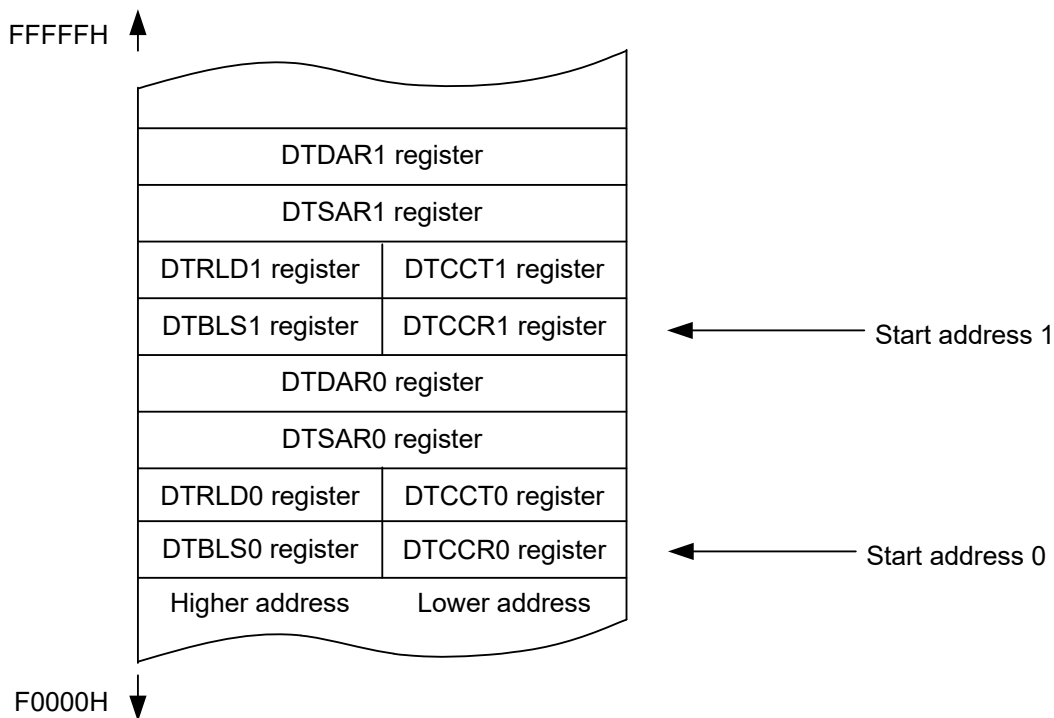 FFFFFH
DTDAR1 register
DTSAR1 register
DTRLD1 register DTCCT1 register
DTBLS1 register DTCCR1 register Start address 1
DTDAR0 register
DTSAR0 register
DTRLD0 register DTCCT0 register
DTBLS0 register DTCCR0 register Start address 0
Higher address Lower address
F0000H